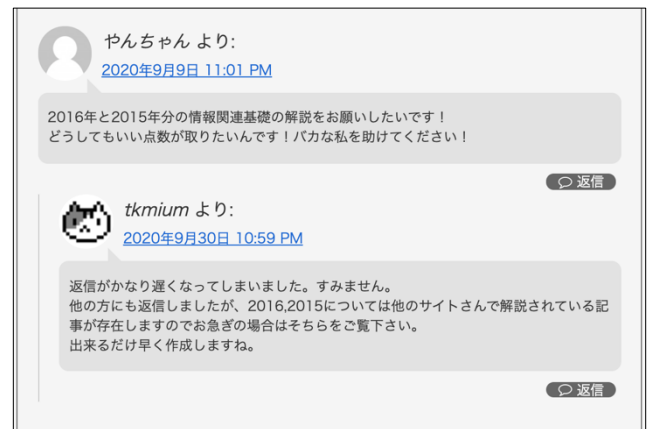 やんちゃん より:
2020年9月9日 11:01 PM
2016年と2015年分の情報関連基礎の解説をお願いしたいです！
どうしてもいい点数が取りたいんです！バカな私を助けてください！
返信
tkmium より:
2020年9月30日 10:59 PM
返信がかなり遅くなってしまいました。すみません。
他の方にも返信しましたが、2016,2015については他のサイトさんで解説されている記
事が存在しますのでお急ぎの場合はそちらをご覧下さい。
出来るだけ早く作成しますね。
返信